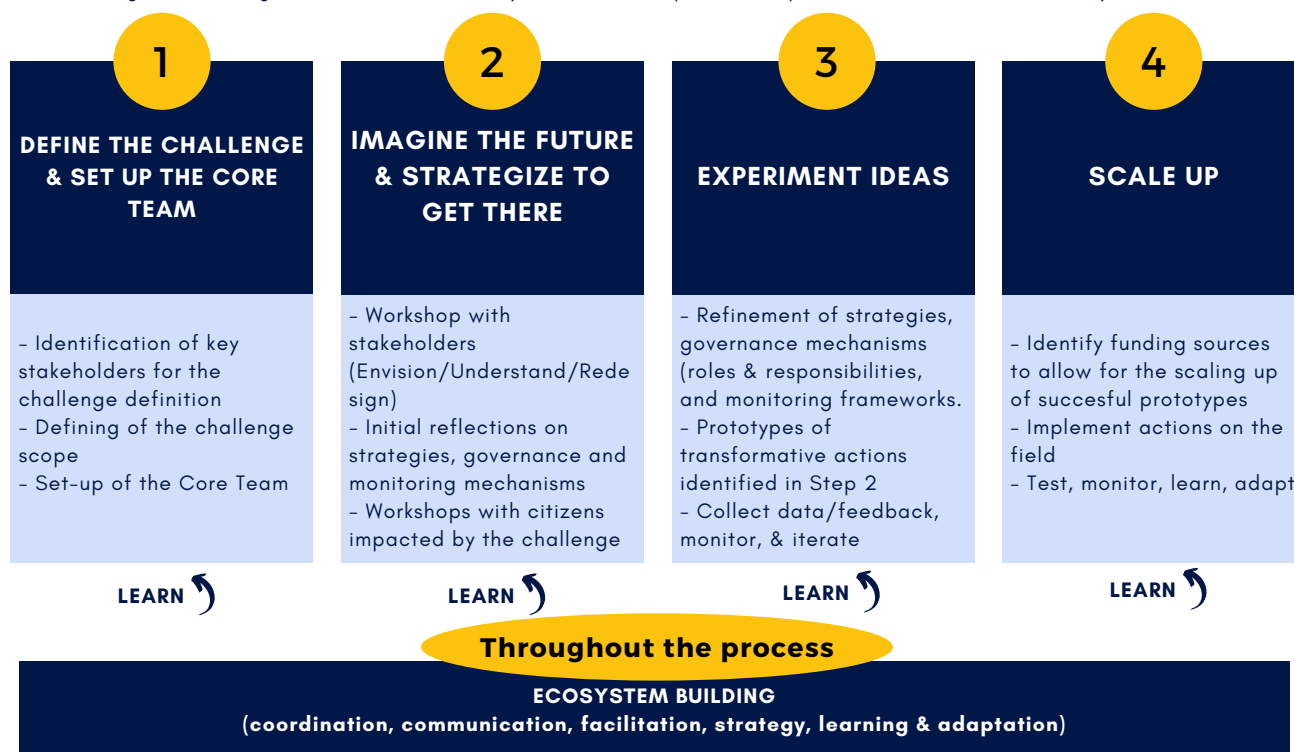 1
DEFINE THE CHALLENGE
& SET UP THE CORE
TEAM
- Identification of key
stakeholders for the
challenge definition
- Defining of the challenge
scope
- Set-up of the Core Team
LEARN
2
IMAGINE THE FUTURE
& STRATEGIZE TO
GET THERE
- Workshop with
stakeholders
(Envision/Understand/Rede
sign)
- Initial reflections on
strategies, governance and
monitoring mechanisms
- Workshops with citizens
impacted by the challenge
LEARN
3
EXPERIMENT IDEAS
- Refinement of strategies,
governance mechanisms
(roles & responsibilities,
and monitoring frameworks.
- Prototypes of
transformative actions
identified in Step 2
- Collect data/feedback,
monitor, & iterate
LEARN
4
SCALE UP
- Identify funding sources
to allow for the scaling up
of succesful prototypes
- Implement actions on the
field
- Test, monitor, learn, adapt
LEARN
Throughout the process
ECOSYSTEM BUILDING
(coordination, communication, facilitation, strategy, learning & adaptation)